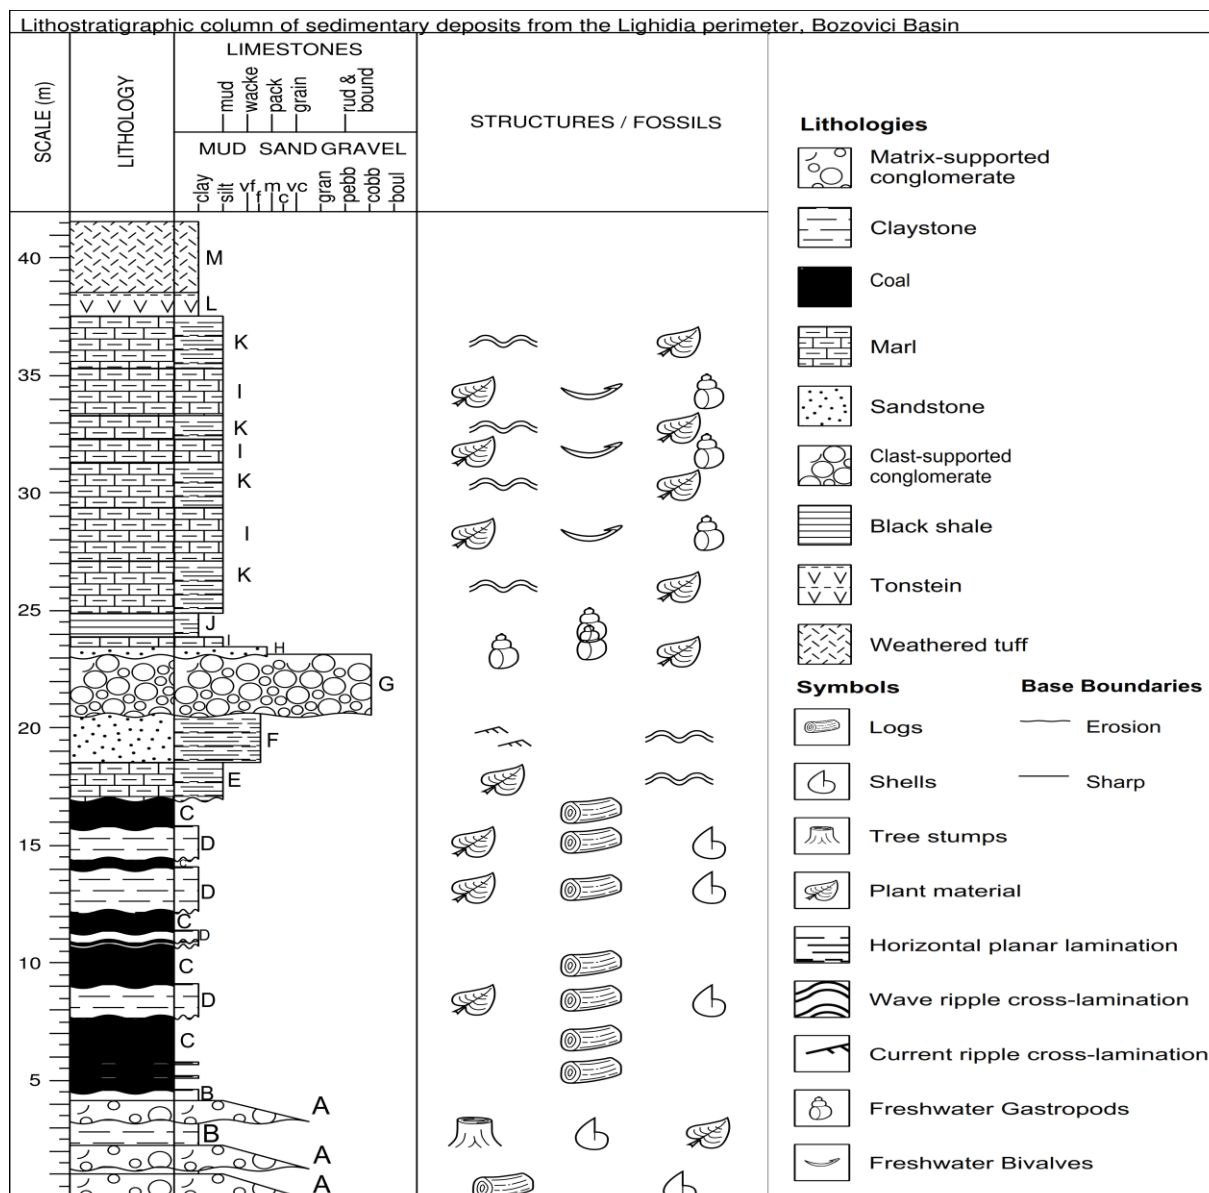 Lithostratigraphic column of sedimentary deposits from the Lighidia perimeter, Bozovici Basin
SCALE (m)
LITHOLOGY
LIMESTONES
mud
wacke
pack
grain
rud &
bound
MUD SAND GRAVEL
clay
silt
vf
f
m
c
vc
gran
pebb
cobb
boul
STRUCTURES / FOSSILS
40
35
30
25
20
15
10
5
M
L
K
I
K
I
K
I
K
J
I
H
G
F
E
C
D
C
D
C
D
C
D
C
B
A
B
A
A
Lithologies
Matrix-supported
conglomerate
Claystone
Coal
Marl
Sandstone
Clast-supported
conglomerate
Black shale
Tonstein
Weathered tuff
Symbols
Base Boundaries
Logs
Erosion
Shells
Sharp
Tree stumps
Plant material
Horizontal planar lamination
Wave ripple cross-lamination
Current ripple cross-lamination
Freshwater Gastropods
Freshwater Bivalves